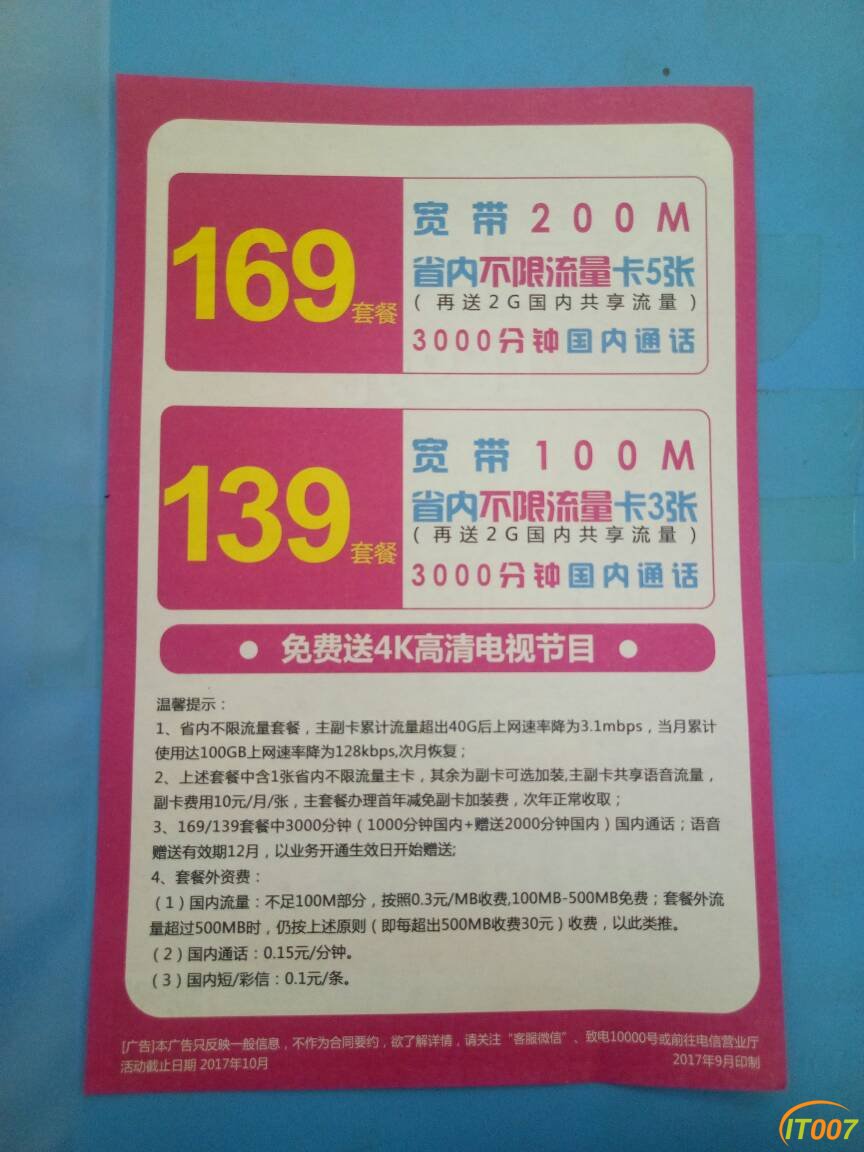 169套餐
宽带200M
省内不限流量卡5张
(再送2G国内共享流量)
3000分钟国内通话
139套餐
宽带100M
省内不限流量卡3张
(再送2G国内共享流量)
3000分钟国内通话
● 免费送4K高清电视节目 ●
温馨提示：
1、省内不限流量套餐，主副卡累计流量超出40G后上网速率降为3.1mbps，当月累计
使用达100GB上网速率降为128kbps,次月恢复；
2、上述套餐中含1张省内不限流量主卡，其余为副卡可选加装,主副卡共享语音流量，
副卡费用10元/月/张，主套餐办理首年减免副卡加装费，次年正常收取；
3、169/139套餐中3000分钟（1000分钟国内+赠送2000分钟国内）国内通话；语音
赠送有效期12月，以业务开通生效日开始赠送;
4、套餐外资费：
（1）国内流量：不足100M部分，按照0.3元/MB收费,100MB-500MB免费；套餐外流
量超过500MB时，仍按上述原则（即每超出500MB收费30元）收费，以此类推。
（2）国内通话：0.15元/分钟。
（3）国内短/彩信：0.1元/条。
[广告]本广告只反映一般信息，不作为合同要约，欲了解详情，请关注“客服微信”、致电10000号或前往电信营业厅
活动截止日期 2017年10月
2017年9月印制
IT007